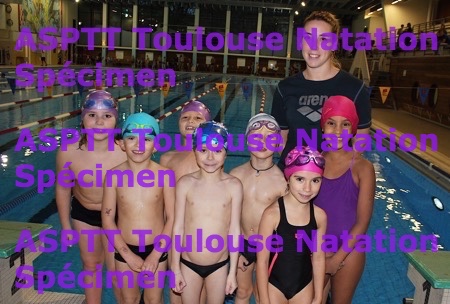 ASPTT Toulouse Natation
Spécimen
arena
ASPTT Toulouse Natation
Spécimen
ASPTT Toulouse Natation
Spécimen